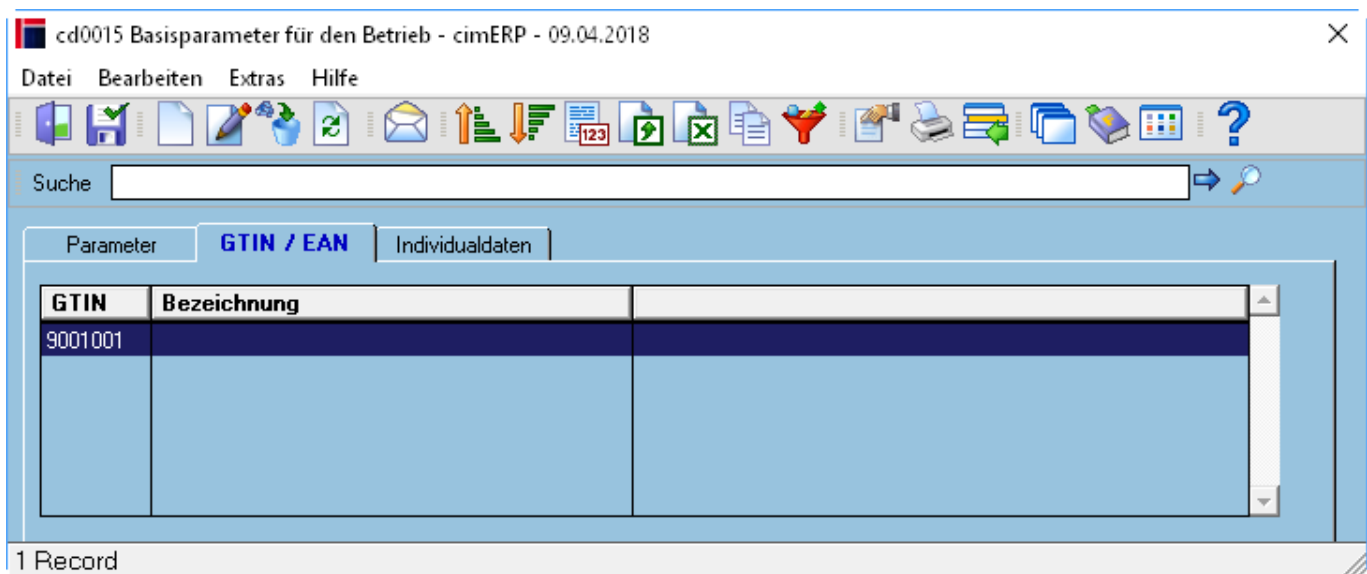 cd0015 Basisparameter für den Betrieb - cimERP - 09.04.2018
Datei Bearbeiten Extras Hilfe
123
Suche
Parameter GTIN / EAN Individualdaten
GTIN Bezeichnung
9001001
1 Record